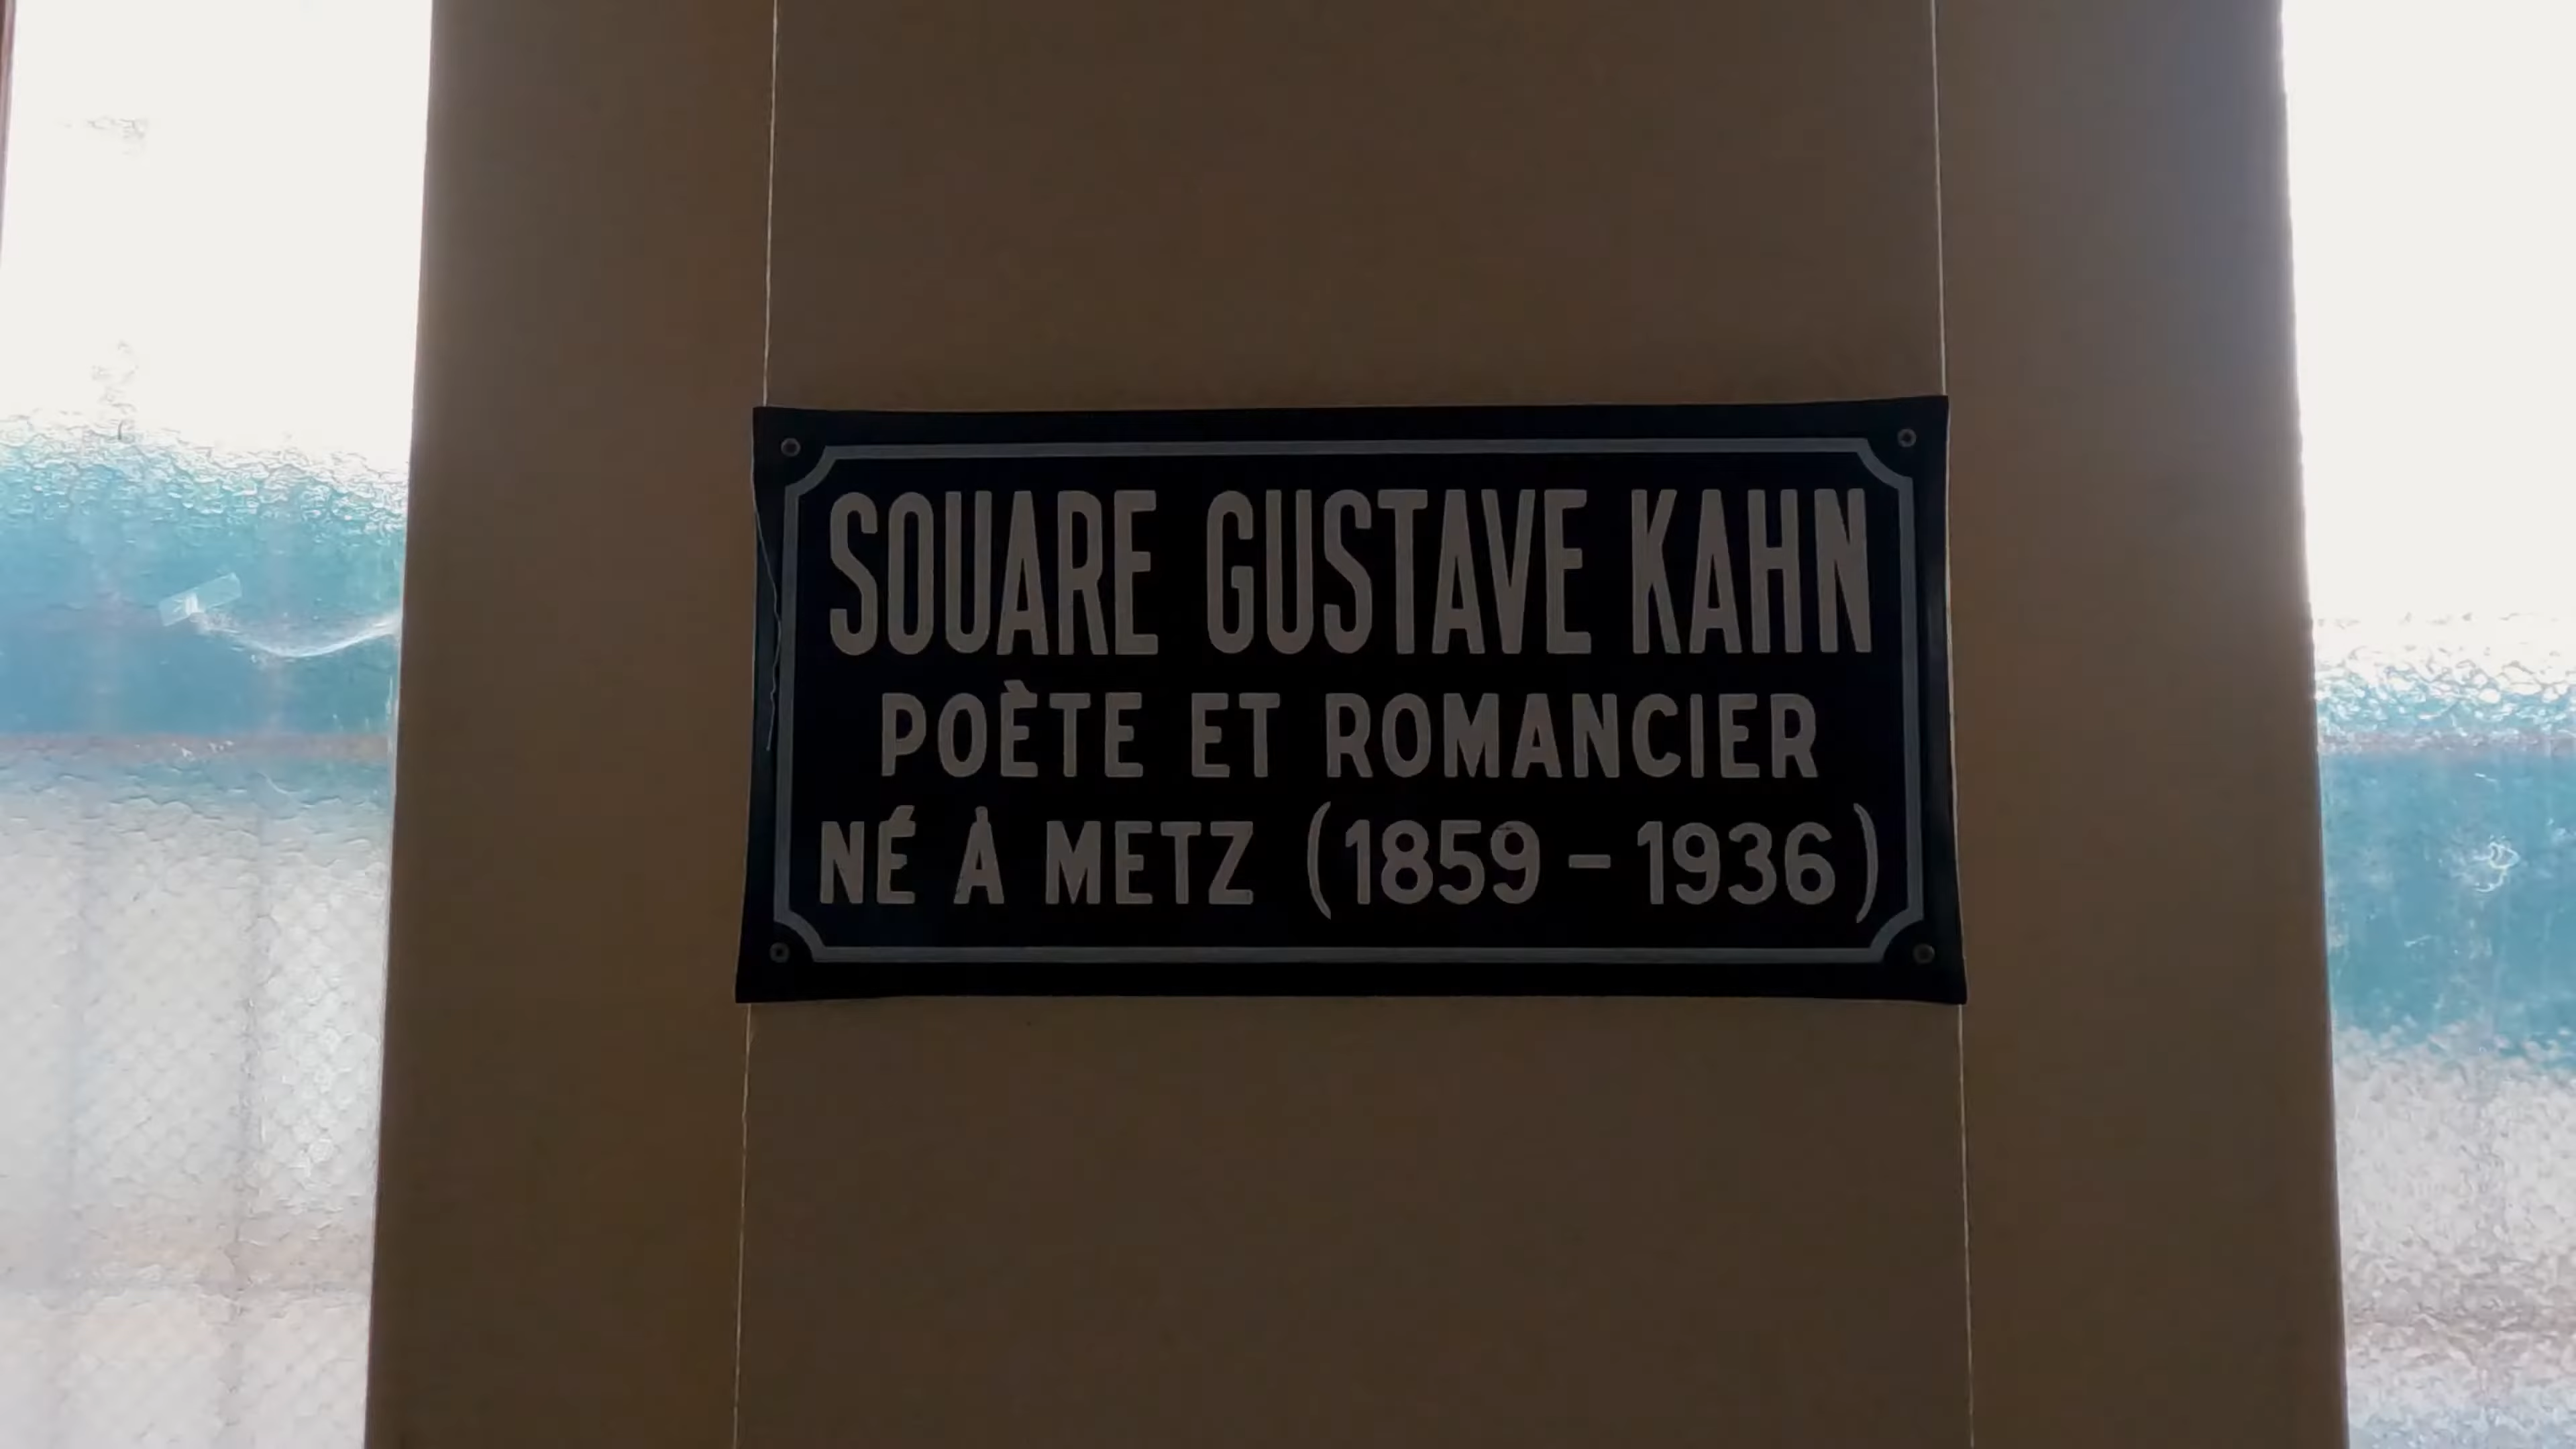 SOUARE GUSTAVE KAHN
POÈTE ET ROMANCIER
NÉ À METZ (1859 – 1936)